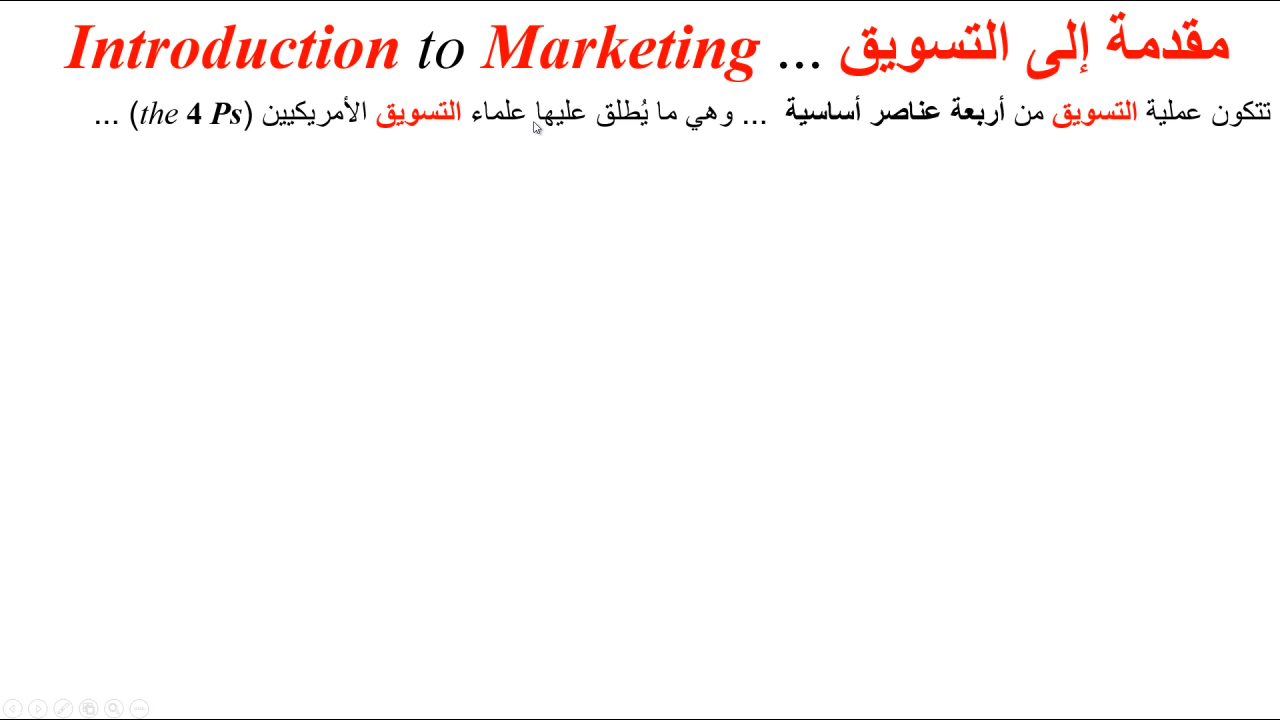 مقدمة إلى التسويق ... Introduction to Marketing
تتكون عملية التسويق من أربعة عناصر أساسية ... وهي ما يُطلق عليها علماء التسويق الأمريكيين (the 4 Ps) ...